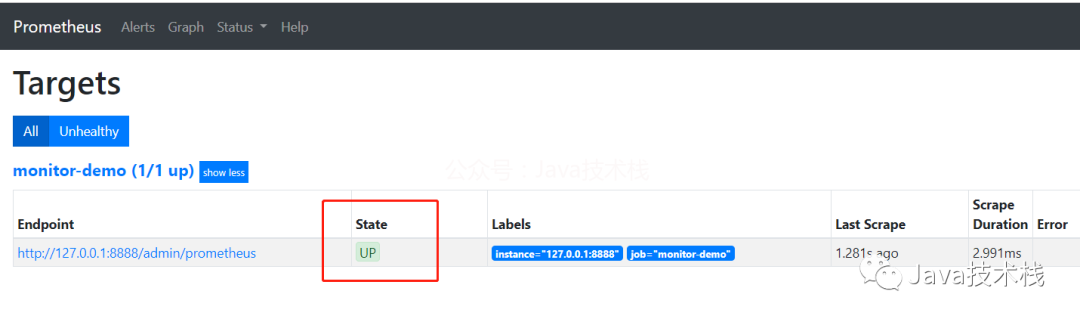 Prometheus Alerts Graph Status Help
Targets
All Unhealthy
monitor-demo (1/1 up) show less
公众号：Java技术栈
Endpoint State Labels Last Scrape Scrape Duration Error
http://127.0.0.1:8888/admin/prometheus UP instance="127.0.0.1:8888" job="monitor-demo" 1.281s ago 2.991ms
Java技术栈